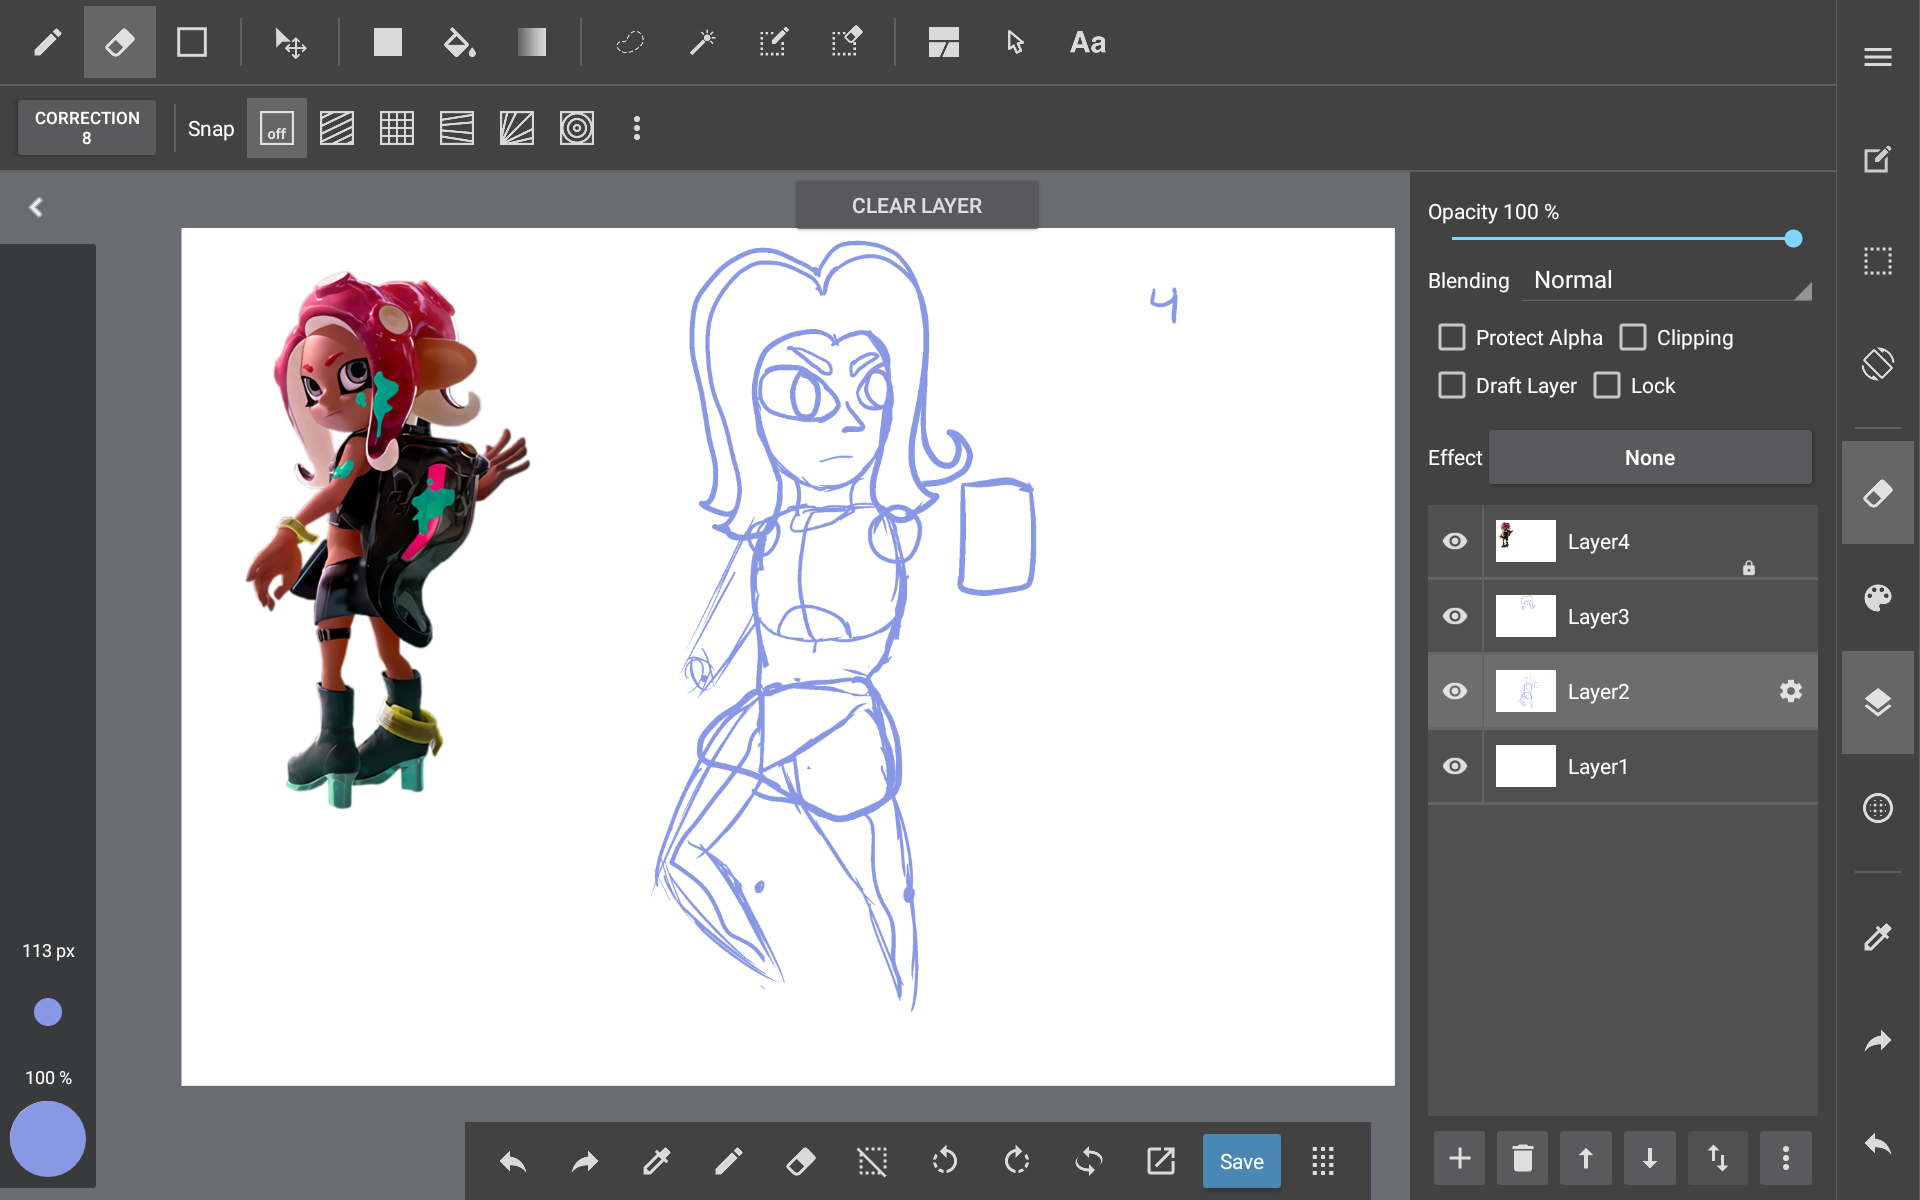 Aa
CORRECTION
8
Snap
off
CLEAR LAYER
4
113 px
100 %
Opacity 100 %
Blending Normal
Protect Alpha Clipping
Draft Layer Lock
Effect None
Layer4
Layer3
Layer2
Layer1
Save